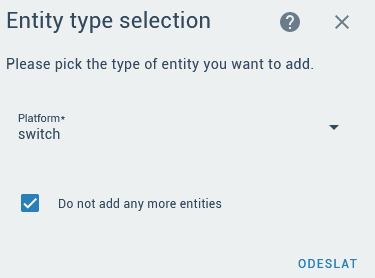 Entity type selection
Please pick the type of entity you want to add.
Platform*
switch
Do not add any more entities
ODESLAT